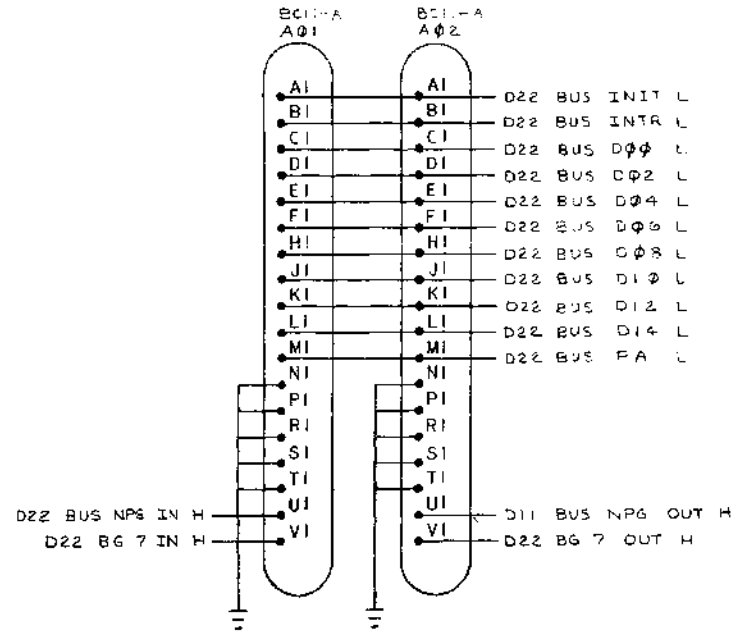 BC11-A BC11-A
AØ1 AØ2
A1 A1 D22 BUS INIT L
B1 B1 D22 BUS INTR L
C1 C1 D22 BUS DØØ L
D1 D1 D22 BUS DØ2 L
E1 E1 D22 BUS DØ4 L
F1 F1 D22 BUS DØ6 L
H1 H1 D22 BUS DØ8 L
J1 J1 D22 BUS D1Ø L
K1 K1 D22 BUS D12 L
L1 L1 D22 BUS D14 L
M1 M1 D22 BUS PA L
N1 N1
P1 P1
R1 R1
S1 S1
T1 T1
D22 BUS NPG IN H U1 U1 D11 BUS NPG OUT H
D22 BG 7 IN H V1 V1 D22 BG 7 OUT H